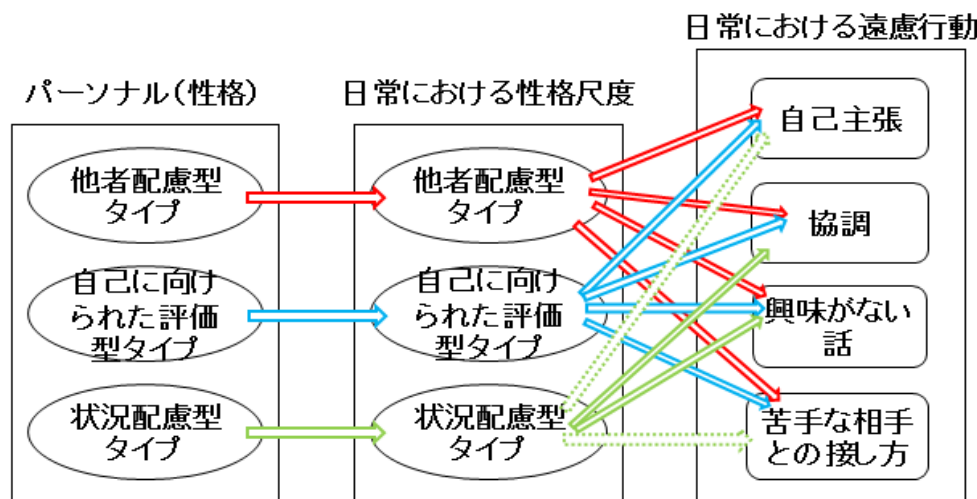 日常における遠慮行動
パーソナル(性格)
日常における性格尺度
他者配慮型
タイプ
自己に向け
られた評価
型タイプ
状況配慮型
タイプ
他者配慮型
タイプ
自己に向け
られた評価
型タイプ
状況配慮型
タイプ
自己主張
協調
興味がない
話
苦手な相手
との接し方